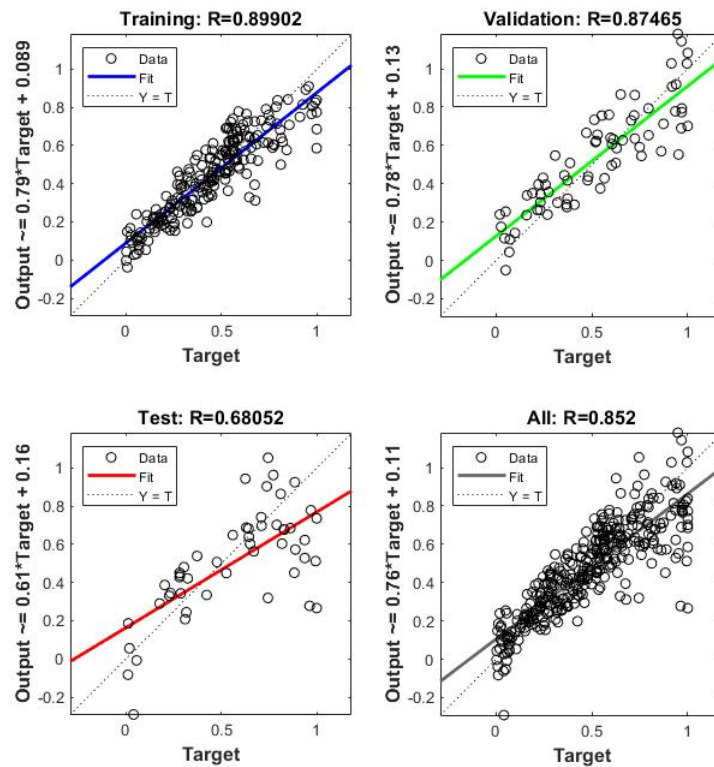 Training: R=0.89902
Data
Fit
Y = T
Output ~= 0.79*Target + 0.089
1
0.8
0.6
0.4
0.2
0
-0.2
0
0.5
1
Target
Validation: R=0.87465
Data
Fit
Y = T
Output ~= 0.78*Target + 0.13
1
0.8
0.6
0.4
0.2
0
-0.2
0
0.5
1
Target
Test: R=0.68052
Data
Fit
Y = T
Output ~= 0.61*Target + 0.16
1
0.8
0.6
0.4
0.2
0
-0.2
0
0.5
1
Target
All: R=0.852
Data
Fit
Y = T
Output ~= 0.76*Target + 0.11
1
0.8
0.6
0.4
0.2
0
-0.2
0
0.5
1
Target